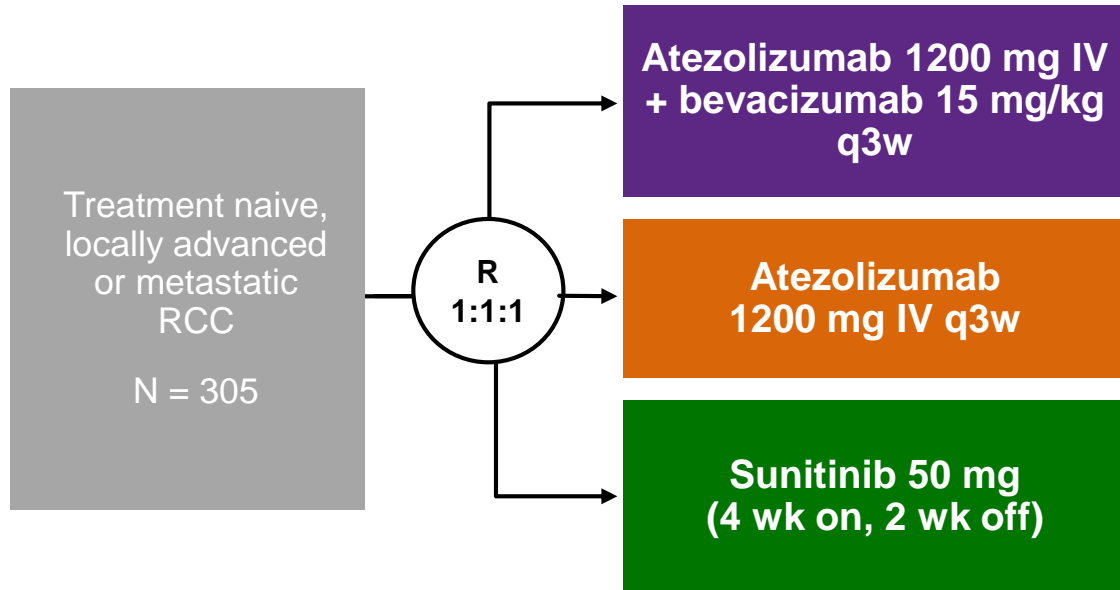 Treatment naive,
locally advanced
or metastatic
RCC
N = 305
R
1:1:1
Atezolizumab 1200 mg IV
+ bevacizumab 15 mg/kg
q3w
Atezolizumab
1200 mg IV q3w
Sunitinib 50 mg
(4 wk on, 2 wk off)